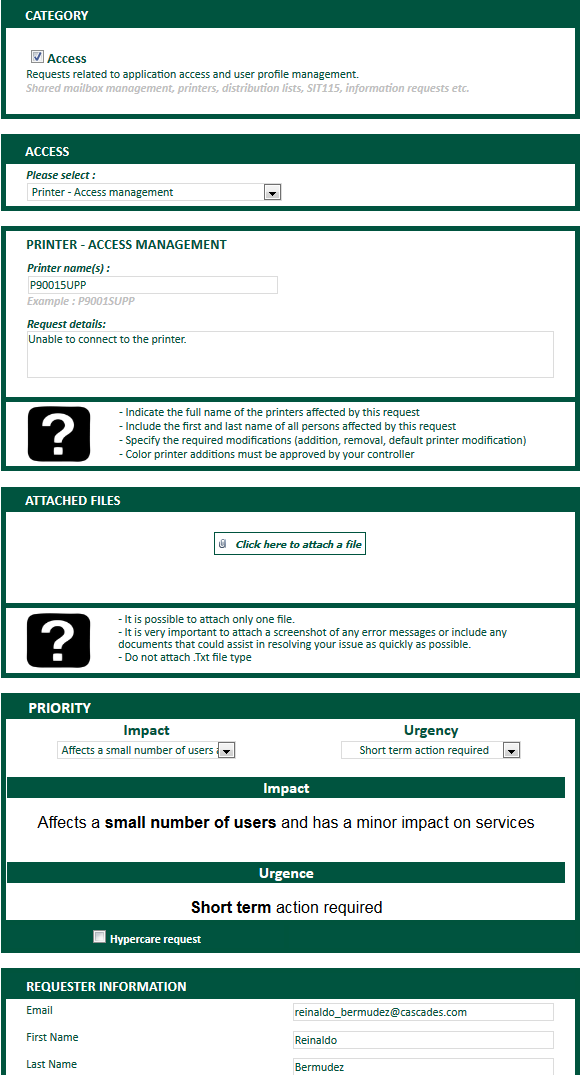 CATEGORY
Access
Requests related to application access and user profile management.
Shared mailbox management, printers, distribution lists, SIT115, information requests etc.
ACCESS
Please select :
Printer - Access management
PRINTER - ACCESS MANAGEMENT
Printer name(s) :
P90015UPP
Example : P9001SUPP
Request details:
Unable to connect to the printer.
?
- Indicate the full name of the printers affected by this request
- Include the first and last name of all persons affected by this request
- Specify the required modifications (addition, removal, default printer modification)
- Color printer additions must be approved by your controller
ATTACHED FILES
Click here to attach a file
?
- It is possible to attach only one file.
- It is very important to attach a screenshot of any error messages or include any
documents that could assist in resolving your issue as quickly as possible.
- Do not attach .Txt file type
PRIORITY
Impact Urgency
Affects a small number of users Short term action required
Impact
Affects a small number of users and has a minor impact on services
Urgence
Short term action required
Hypercare request
REQUESTER INFORMATION
Email reinaldo_bermudez@cascades.com
First Name Reinaldo
Last Name Bermudez